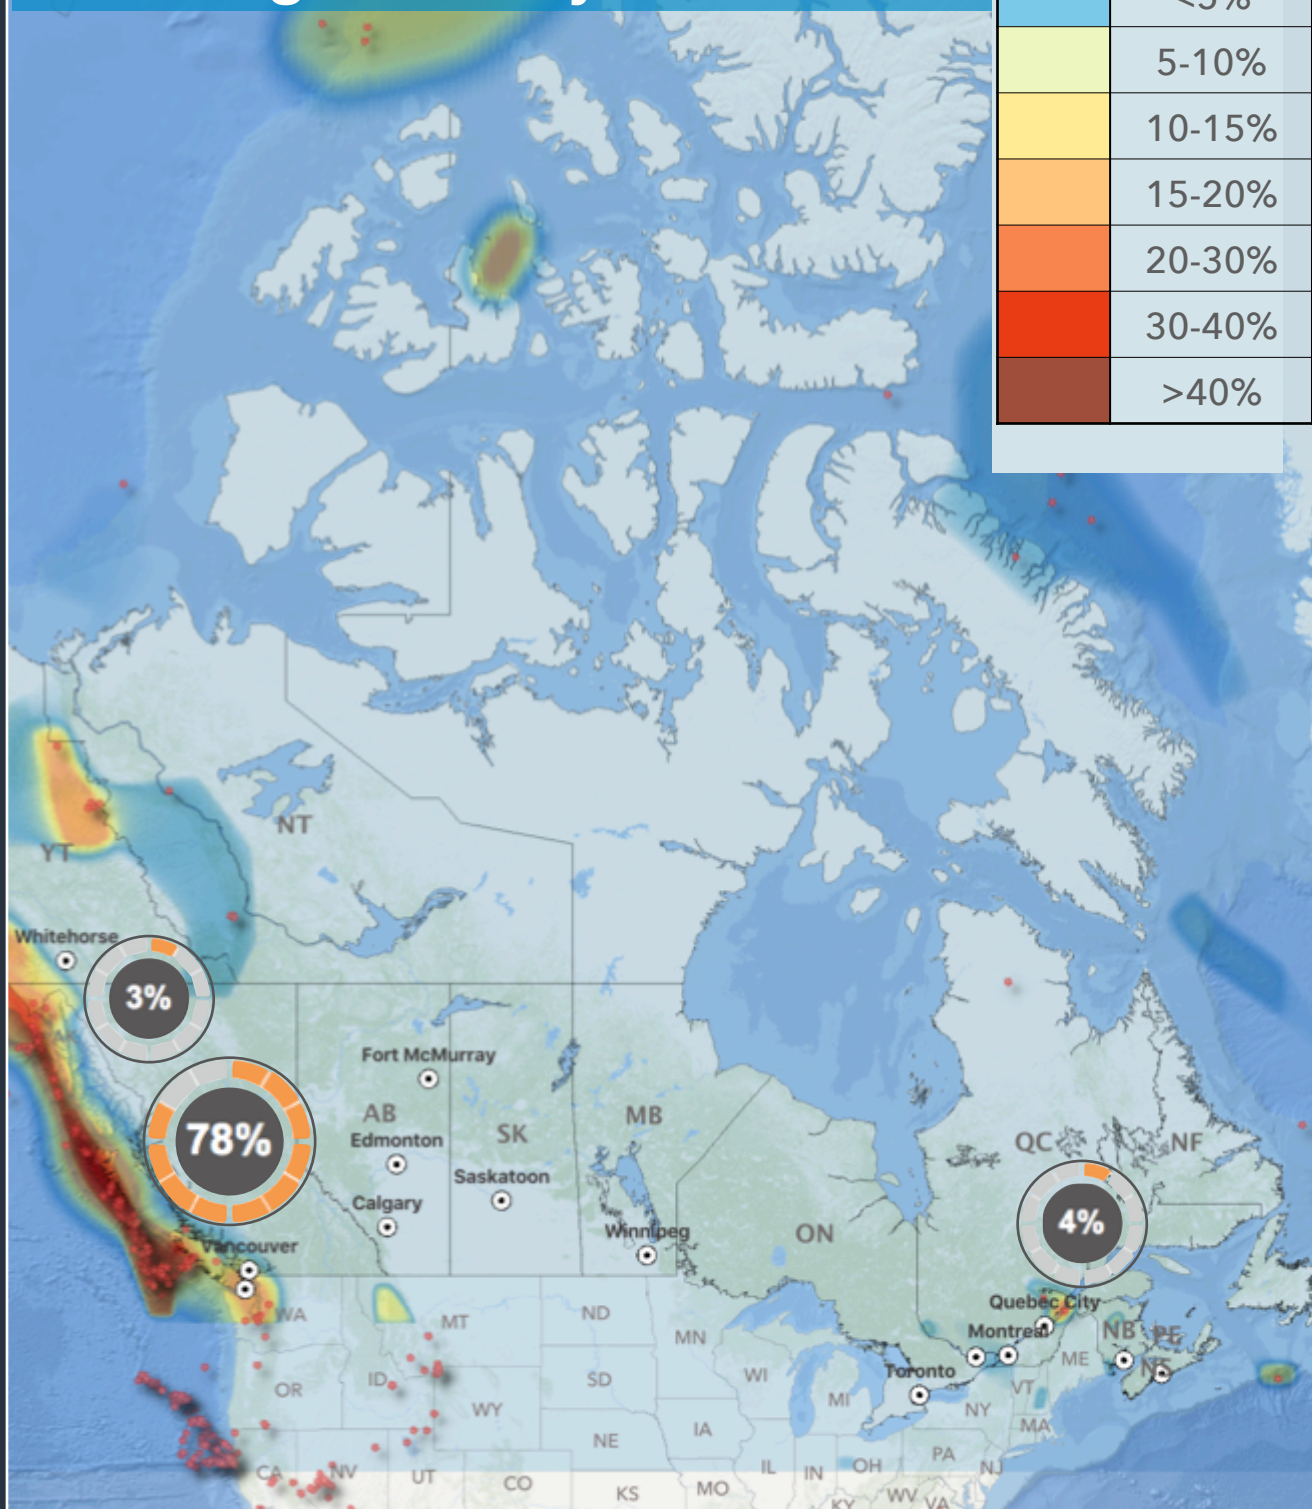 <5%
5-10%
10-15%
15-20%
20-30%
30-40%
>40%
NT
YT
Whitehorse
3%
Fort McMurray
AB
MB
SK
QC
NF
78%
Edmonton
Saskatoon
Calgary
4%
Winnipeg
ON
Vancouver
Quebec City
WA
MT
ND
MN
Montreal
NB
PE
ME
NS
Toronto
OR
ID
SD
WI
MI
VT
WY
NY
IA
MA
NE
PA
CA
NV
UT
CO
IL
IN
OH
NJ
KS
MO
KY
WV
VA